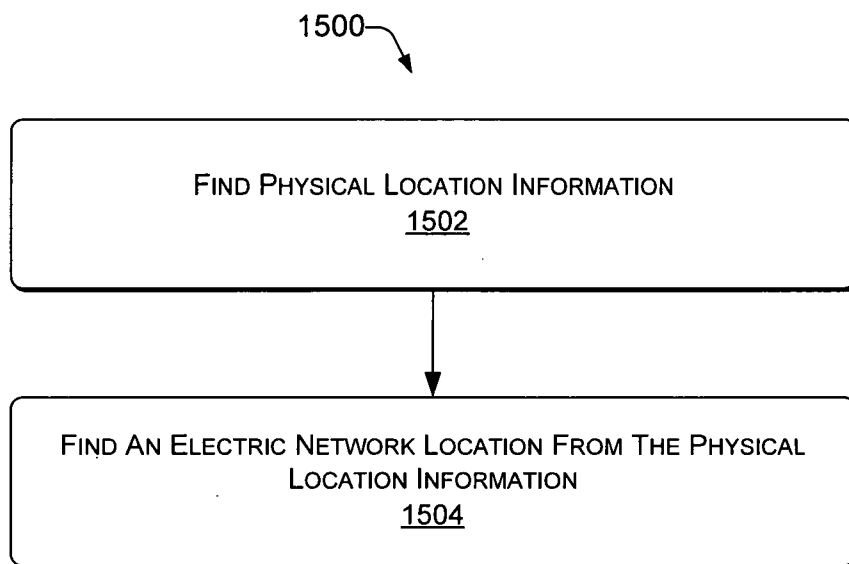 1500
FIND PHYSICAL LOCATION INFORMATION
1502
FIND AN ELECTRIC NETWORK LOCATION FROM THE PHYSICAL
LOCATION INFORMATION
1504